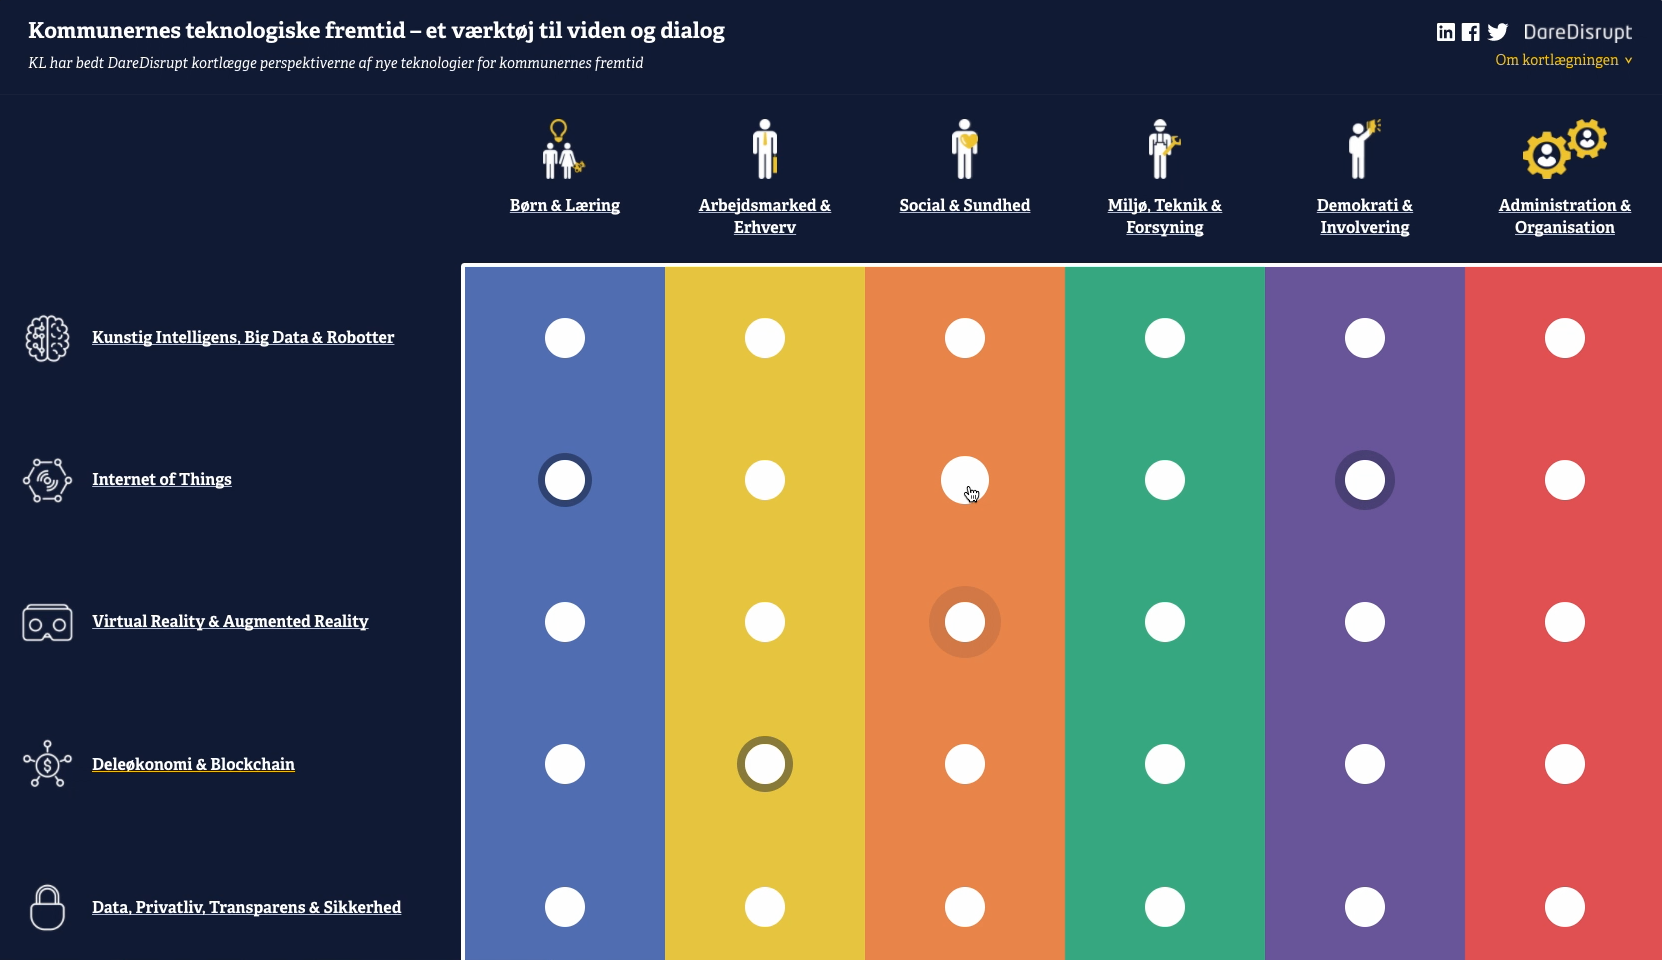 Kommunernes teknologiske fremtid – et værktøj til viden og dialog
KL har bedt DareDisrupt kortlægge perspektiverne af nye teknologier for kommunernes fremtid
in f DareDisrupt
Om kortlægningen
Børn & Læring
Arbejdsmarked &
Erhverv
Social & Sundhed
Miljø, Teknik &
Forsyning
Demokrati &
Involvering
Administration &
Organisation
Kunstig Intelligens, Big Data & Robotter
Internet of Things
Virtual Reality & Augmented Reality
$
Deleøkonomi & Blockchain
Data, Privatliv, Transparens & Sikkerhed